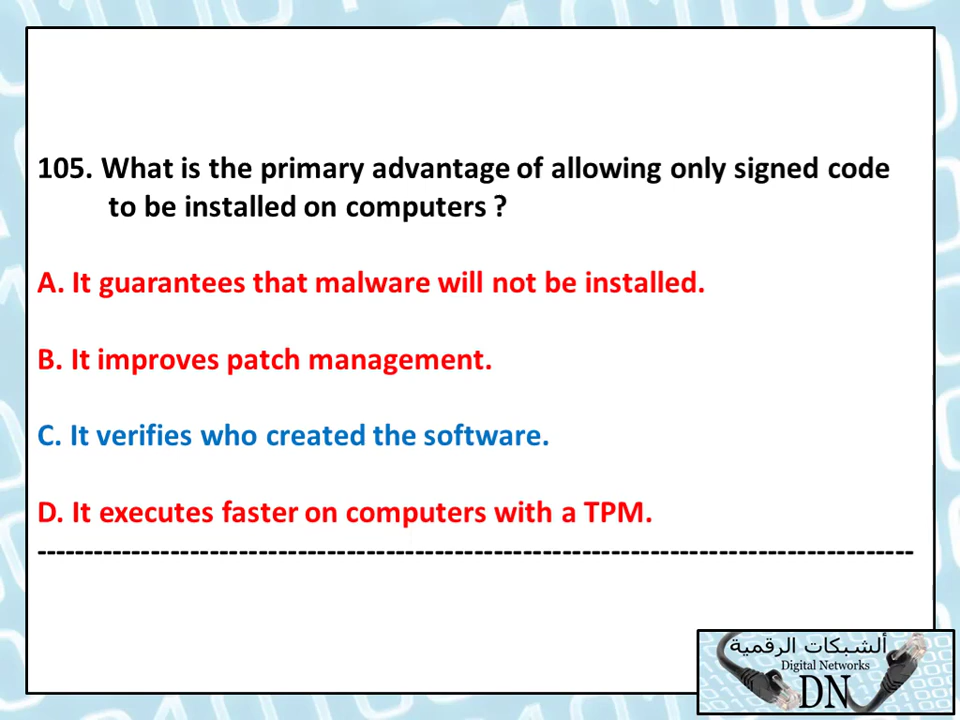 105. What is the primary advantage of allowing only signed code
to be installed on computers ?
A. It guarantees that malware will not be installed.
B. It improves patch management.
C. It verifies who created the software.
D. It executes faster on computers with a TPM.
---------------------------------------------------------------------------------------------
ألشبكات الرقمية
Digital Networks
DN